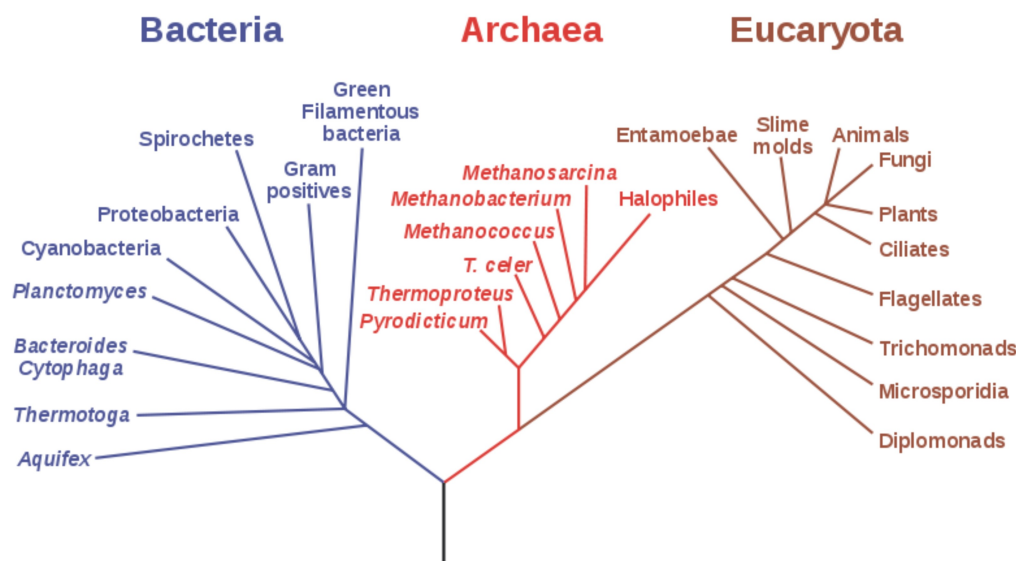 Bacteria
Archaea
Eucaryota
Green
Filamentous
bacteria
Spirochetes
Gram
positives
Proteobacteria
Cyanobacteria
Planctomyces
Bacteroides
Cytophaga
Thermotoga
Aquifex
Methanosarcina
Methanobacterium
Halophiles
Methanococcus
T. celer
Thermoproteus
Pyrodicticum
Entamoebae
Slime
molds
Animals
Fungi
Plants
Ciliates
Flagellates
Trichomonads
Microsporidia
Diplomonads